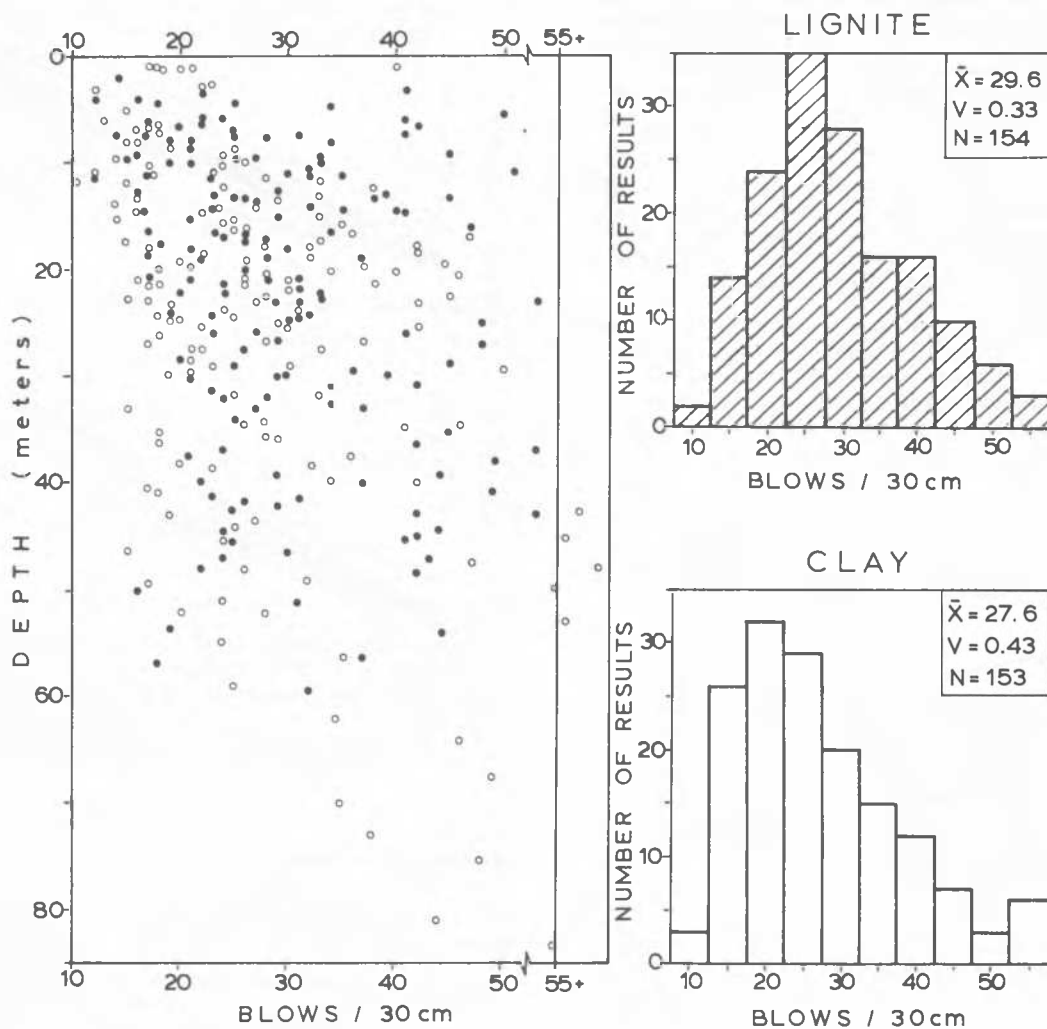 10 20 30 40 50 55+
0
20
40
60
80
DEPTH (meters)
10 20 30 40 50 55+
BLOWS / 30 cm
LIGNITE
X̄ = 29.6
V = 0.33
N = 154
NUMBER OF RESULTS
30
20
10
0
10 20 30 40 50
BLOWS / 30 cm
CLAY
X̄ = 27.6
V = 0.43
N = 153
NUMBER OF RESULTS
30
20
10
0
10 20 30 40 50
BLOWS / 30 cm